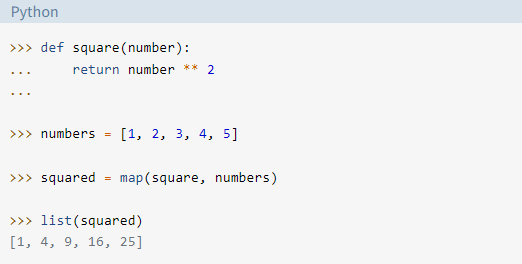 Python
>>> def square(number):
...     return number ** 2
...
>>> numbers = [1, 2, 3, 4, 5]
>>> squared = map(square, numbers)
>>> list(squared)
[1, 4, 9, 16, 25]